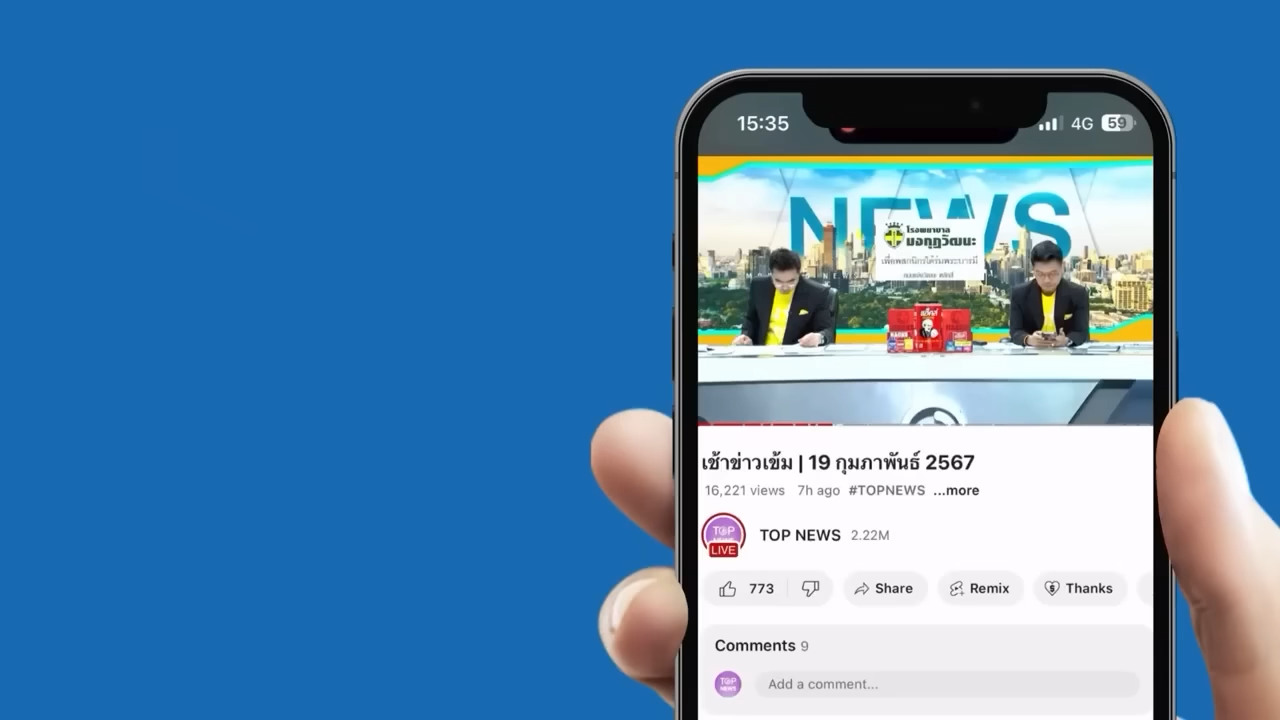 15:35
4G 59
NEWS
โรงพยาบาล
มงกุฎวัฒนะ
เช้าข่าวเข้ม | 19 กุมภาพันธ์ 2567
16,221 views 7h ago #TOPNEWS ...more
TOP
LIVE
TOP NEWS 2.22M
773 Share Remix Thanks
Comments 9
TOP
NEWS
Add a comment...